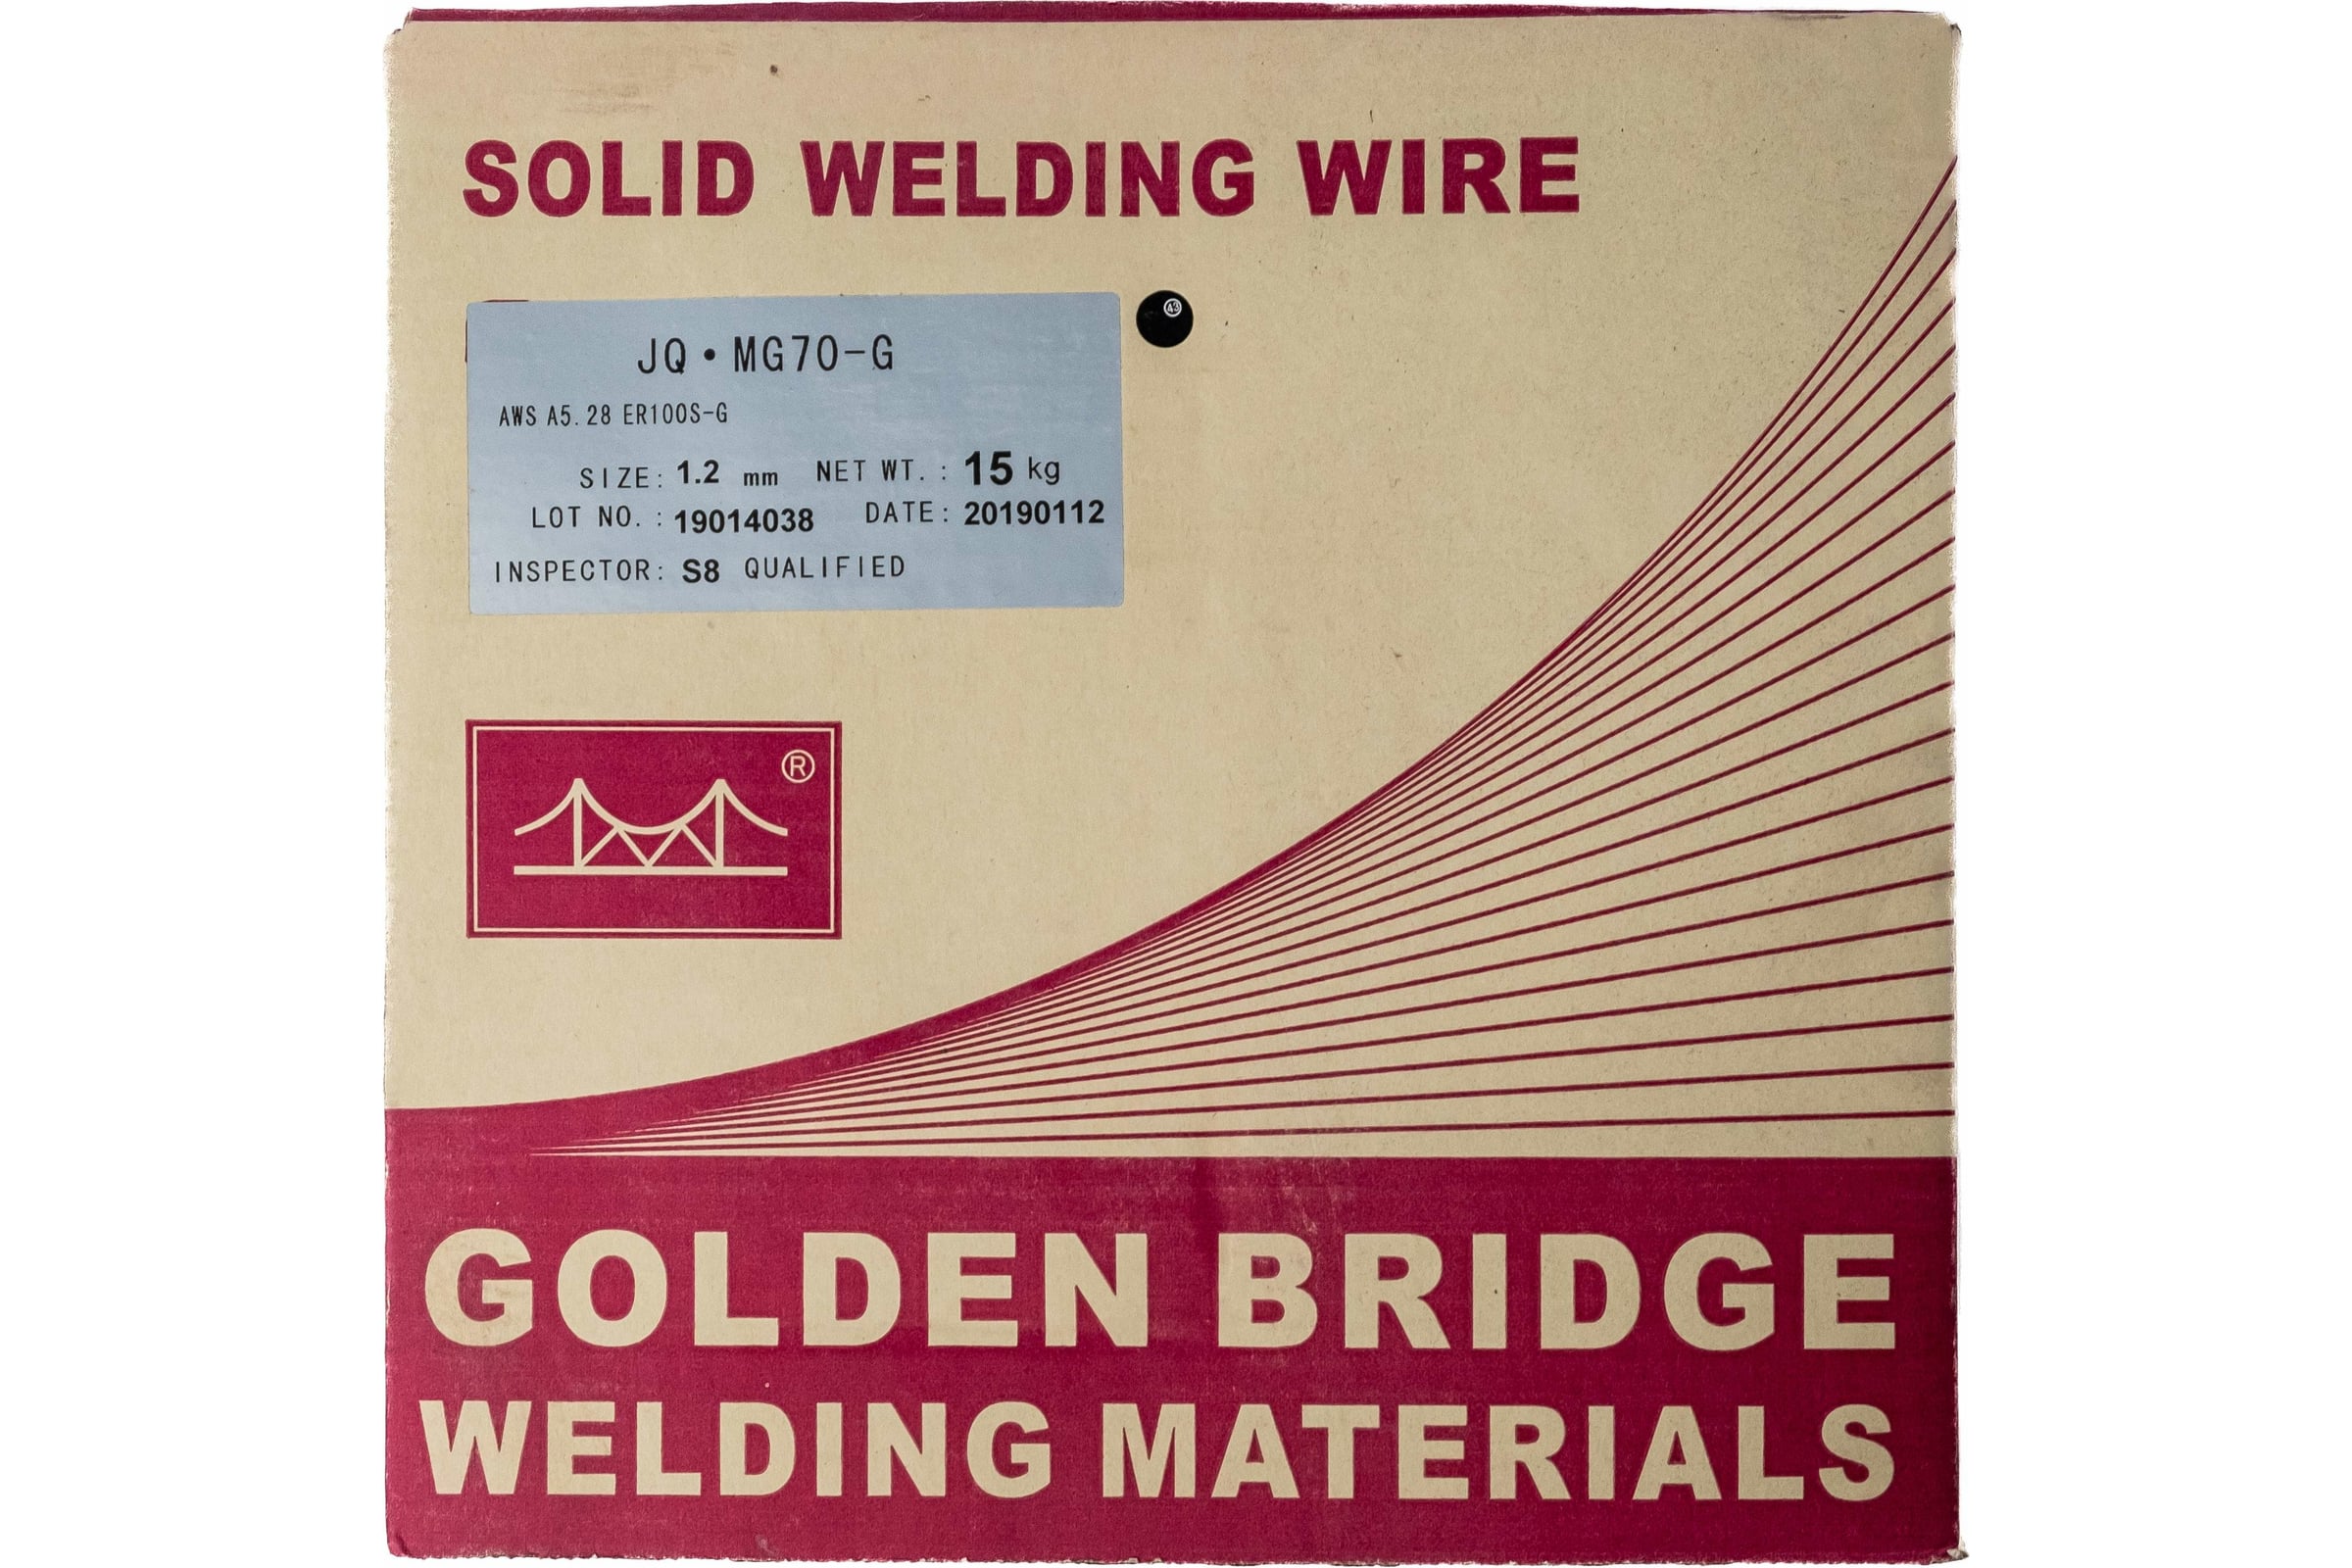 SOLID WELDING WIRE
JQ·MG70-G
43
AWS A5.28 ER100S-G
SIZE: 1.2 mm NET WT.: 15 kg
LOT NO.: 19014038 DATE: 20190112
INSPECTOR: S8 QUALIFIED
®
GOLDEN BRIDGE
WELDING MATERIALS